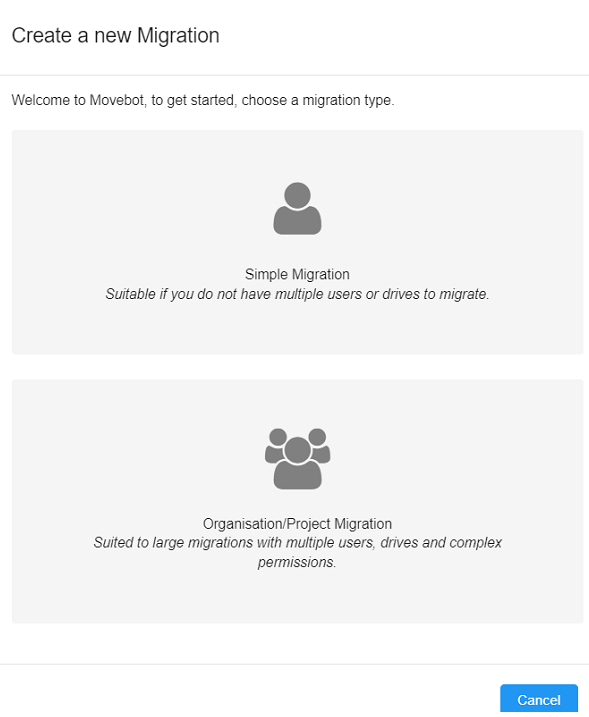 Create a new Migration
Welcome to Movebot, to get started, choose a migration type.
Simple Migration
Suitable if you do not have multiple users or drives to migrate.
Organisation/Project Migration
Suited to large migrations with multiple users, drives and complex
permissions.
Cancel